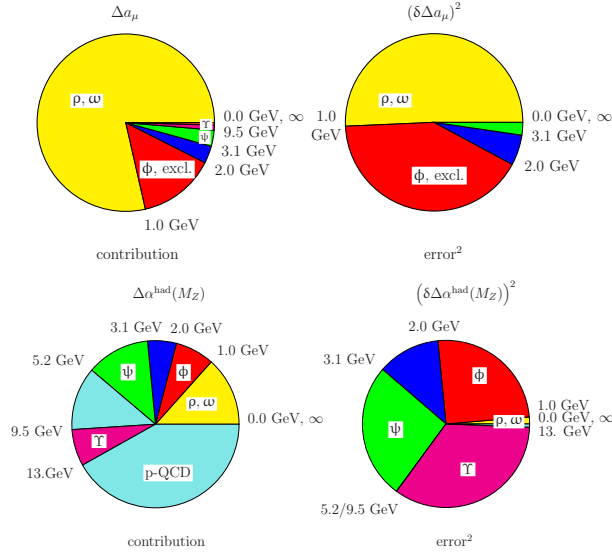 Δaμ
(δΔaμ)²
ρ, ω
ρ, ω
0.0 GeV, ∞
Υ
9.5 GeV
ψ
3.1 GeV
2.0 GeV
ϕ, excl.
1.0 GeV
1.0
GeV
0.0 GeV, ∞
3.1 GeV
2.0 GeV
ϕ, excl.
contribution
error²
Δα^had(M_Z)
(δΔα^had(M_Z))²
3.1 GeV
2.0 GeV
1.0 GeV
5.2 GeV
ψ
ϕ
ρ, ω
0.0 GeV, ∞
9.5 GeV
Υ
13.GeV
p-QCD
2.0 GeV
3.1 GeV
ϕ
1.0 GeV
0.0 GeV, ∞
ρ, ω
13. GeV
ψ
Υ
5.2/9.5 GeV
contribution
error²